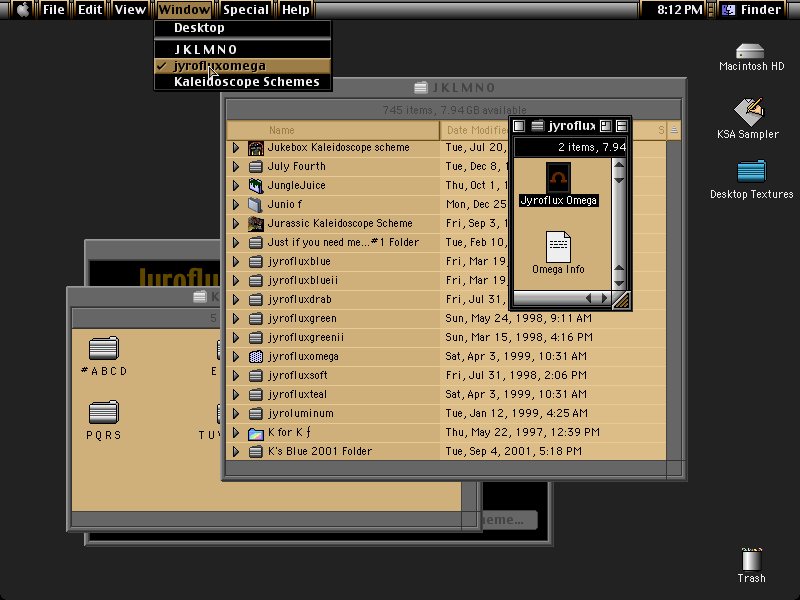 File Edit View Window Special Help 8:12 PM Finder
Desktop
JKLMNO
✓ jyrofluxomega
Kaleidoscope Schemes
Macintosh HD
KSA Sampler
Desktop Textures
Trash
JKLMNO
745 items, 7.94 GB available
Name Date Modified S
Jukebox Kaleidoscope scheme Tue, Jul 20,
July Fourth Tue, Dec 8, 1
JungleJuice Thu, Oct 1,
Junio f Mon, Dec 25
Jurassic Kaleidoscope Scheme Fri, Sep 3, 1
Just if you need me...#1 Folder Tue, Feb 10,
jyrofluxblue Fri, Mar 19
jyrofluxblueii Fri, Mar 19
jyrofluxdrab Fri, Jul 31,
jyrofluxgreen Sun, May 24, 1998, 9:11 AM
jyrofluxgreenii Sun, Mar 15, 1998, 4:16 PM
jyrofluxomega Sat, Apr 3, 1999, 10:31 AM
jyrofluxsoft Fri, Jul 31, 1998, 2:06 PM
jyrofluxteal Sat, Apr 3, 1999, 10:31 AM
jyroluminum Tue, Jan 12, 1999, 4:25 AM
K for K ƒ Thu, May 22, 1997, 12:39 PM
K's Blue 2001 Folder Tue, Sep 4, 2001, 5:18 PM
jyroflux
2 items, 7.94
Jyroflux Omega
Omega Info
Jyroflu
K
5
#ABCD E
PQRS TUV
eme...